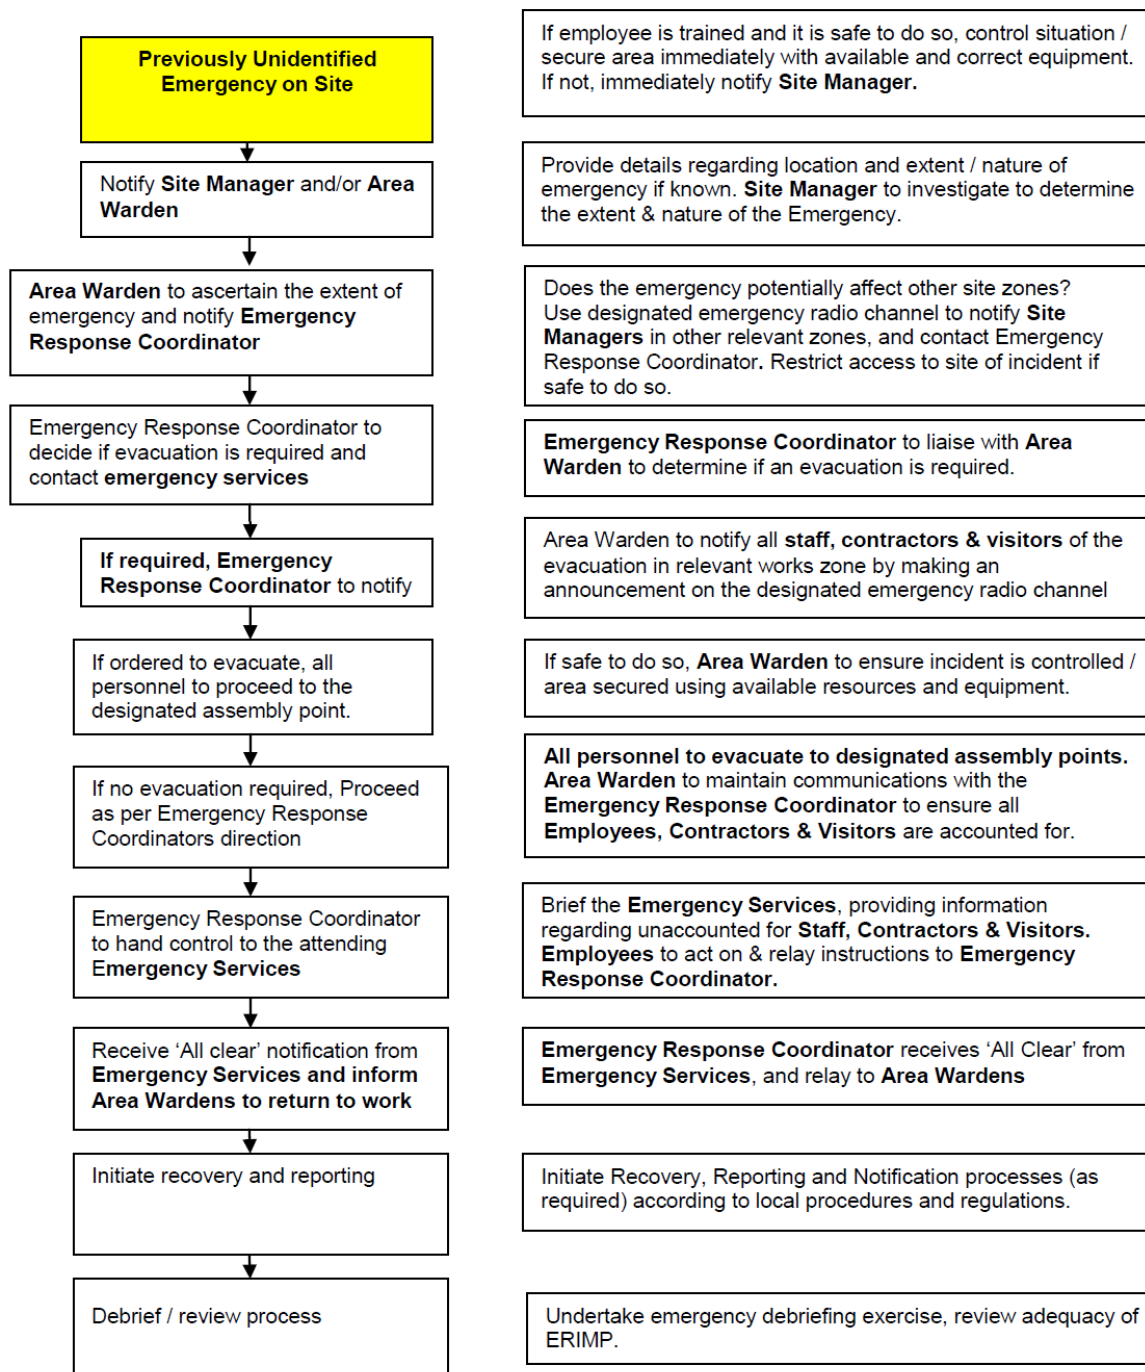 Previously Unidentified
Emergency on Site
If employee is trained and it is safe to do so, control situation /
secure area immediately with available and correct equipment.
If not, immediately notify Site Manager.
Notify Site Manager and/or Area
Warden
Provide details regarding location and extent / nature of
emergency if known. Site Manager to investigate to determine
the extent & nature of the Emergency.
Area Warden to ascertain the extent of
emergency and notify Emergency
Response Coordinator
Does the emergency potentially affect other site zones?
Use designated emergency radio channel to notify Site
Managers in other relevant zones, and contact Emergency
Response Coordinator. Restrict access to site of incident if
safe to do so.
Emergency Response Coordinator to
decide if evacuation is required and
contact emergency services
Emergency Response Coordinator to liaise with Area
Warden to determine if an evacuation is required.
If required, Emergency
Response Coordinator to notify
Area Warden to notify all staff, contractors & visitors of the
evacuation in relevant works zone by making an
announcement on the designated emergency radio channel
If ordered to evacuate, all
personnel to proceed to the
designated assembly point.
If safe to do so, Area Warden to ensure incident is controlled /
area secured using available resources and equipment.
If no evacuation required, Proceed
as per Emergency Response
Coordinators direction
All personnel to evacuate to designated assembly points.
Area Warden to maintain communications with the
Emergency Response Coordinator to ensure all
Employees, Contractors & Visitors are accounted for.
Emergency Response Coordinator
to hand control to the attending
Emergency Services
Brief the Emergency Services, providing information
regarding unaccounted for Staff, Contractors & Visitors.
Employees to act on & relay instructions to Emergency
Response Coordinator.
Receive ‘All clear’ notification from
Emergency Services and inform
Area Wardens to return to work
Emergency Response Coordinator receives ‘All Clear’ from
Emergency Services, and relay to Area Wardens
Initiate recovery and reporting
Initiate Recovery, Reporting and Notification processes (as
required) according to local procedures and regulations.
Debrief / review process
Undertake emergency debriefing exercise, review adequacy of
ERIMP.